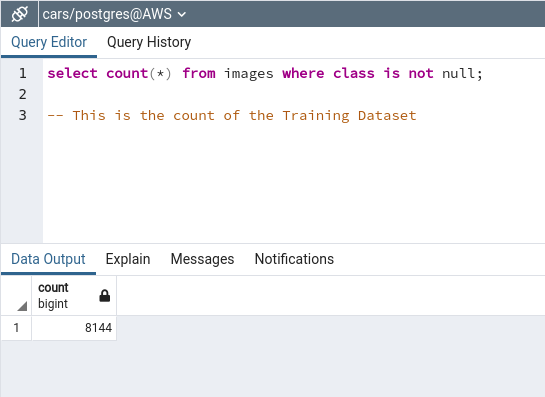 cars/postgres@AWS
Query Editor Query History
1 select count(*) from images where class is not null;
2
3 -- This is the count of the Training Dataset
Data Output Explain Messages Notifications
count
bigint
1 8144